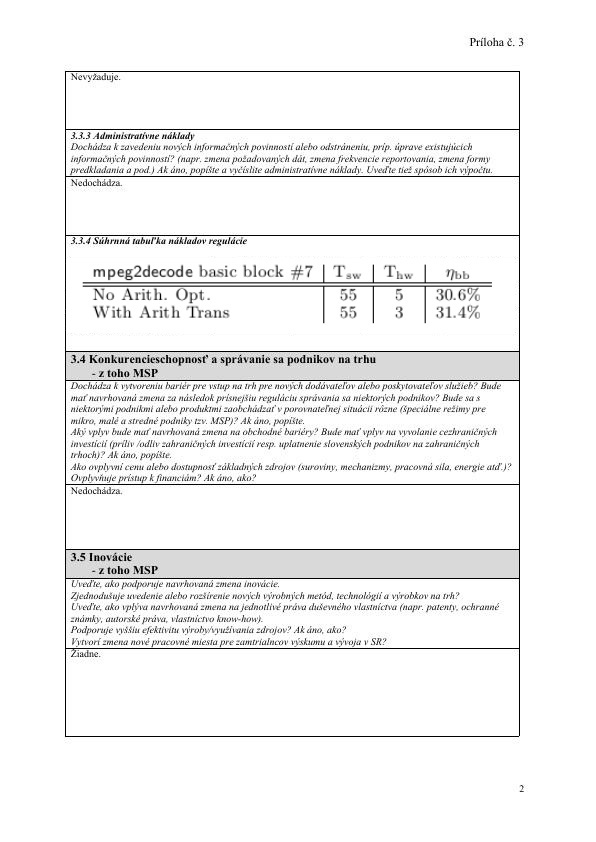 Príloha č. 3
Nevyžaduje.
3.3.3 Administratívne náklady
Dochádza k zavedeniu nových informačných povinností alebo odstráneniu, príp. úprave existujúcich
informačných povinností? (napr. zmena požadovaných dát, zmena frekvencie reportovania, zmena formy
predkladania a pod.) Ak áno, popíšte a vyčíslite administratívne náklady. Uveďte tiež spôsob ich výpočtu.
Nedochádza.
3.3.4 Súhrnná tabuľka nákladov regulácie
mpeg2decode basic block #7 | Tsw | Thw | ηbb
No Arith. Opt. | 55 | 5 | 30.6%
With Arith Trans | 55 | 3 | 31.4%
3.4 Konkurencieschopnosť a správanie sa podnikov na trhu
- z toho MSP
Dochádza k vytvoreniu bariér pre vstup na trh pre nových dodávateľov alebo poskytovateľov služieb? Bude
mať navrhovaná zmena za následok prísnejšiu reguláciu správania sa niektorých podnikov? Bude sa s
niektorými podnikmi alebo produktmi zaobchádzať v porovnateľnej situácii rôzne (špeciálne režimy pre
mikro, malé a stredné podniky tzv. MSP)? Ak áno, popíšte.
Aký vplyv bude mať navrhovaná zmena na obchodné bariéry? Bude mať vplyv na vyvolanie cezhraničných
investícií (príliv /odliv zahraničných investícií resp. uplatnenie slovenských podnikov na zahraničných
trhoch)? Ak áno, popíšte.
Ako ovplyvní cenu alebo dostupnosť základných zdrojov (suroviny, mechanizmy, pracovná sila, energie atď.)?
Ovplyvňuje prístup k financiám? Ak áno, ako?
Nedochádza.
3.5 Inovácie
- z toho MSP
Uveďte, ako podporuje navrhovaná zmena inovácie.
Zjednodušuje uvedenie alebo rozšírenie nových výrobných metód, technológií a výrobkov na trh?
Uveďte, ako vplýva navrhovaná zmena na jednotlivé práva duševného vlastníctva (napr. patenty, ochranné
známky, autorské práva, vlastníctvo know-how).
Podporuje vyššiu efektivitu výroby/využívania zdrojov? Ak áno, ako?
Vytvorí zmena nové pracovné miesta pre zamtrialncov výskumu a vývoja v SR?
Žiadne.
2